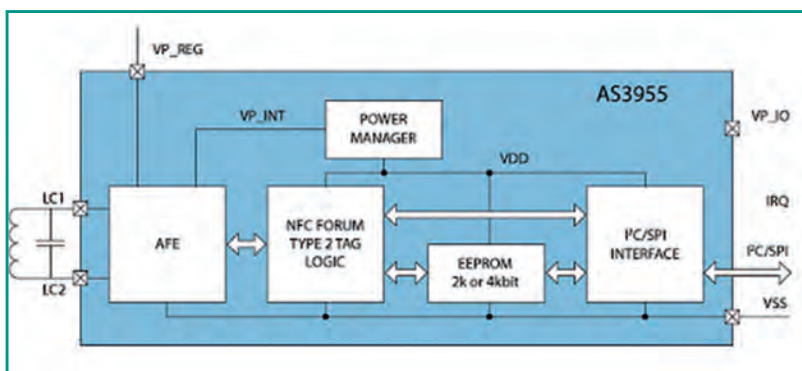 VP_REG
AS3955
VP_INT
POWER
MANAGER
VP_IO
VDD
LC1
AFE
NFC FORUM
TYPE 2 TAG
LOGIC
EEPROM
2k or 4kbit
I²C/SPI
INTERFACE
IRQ
I²C/SPI
LC2
VSS